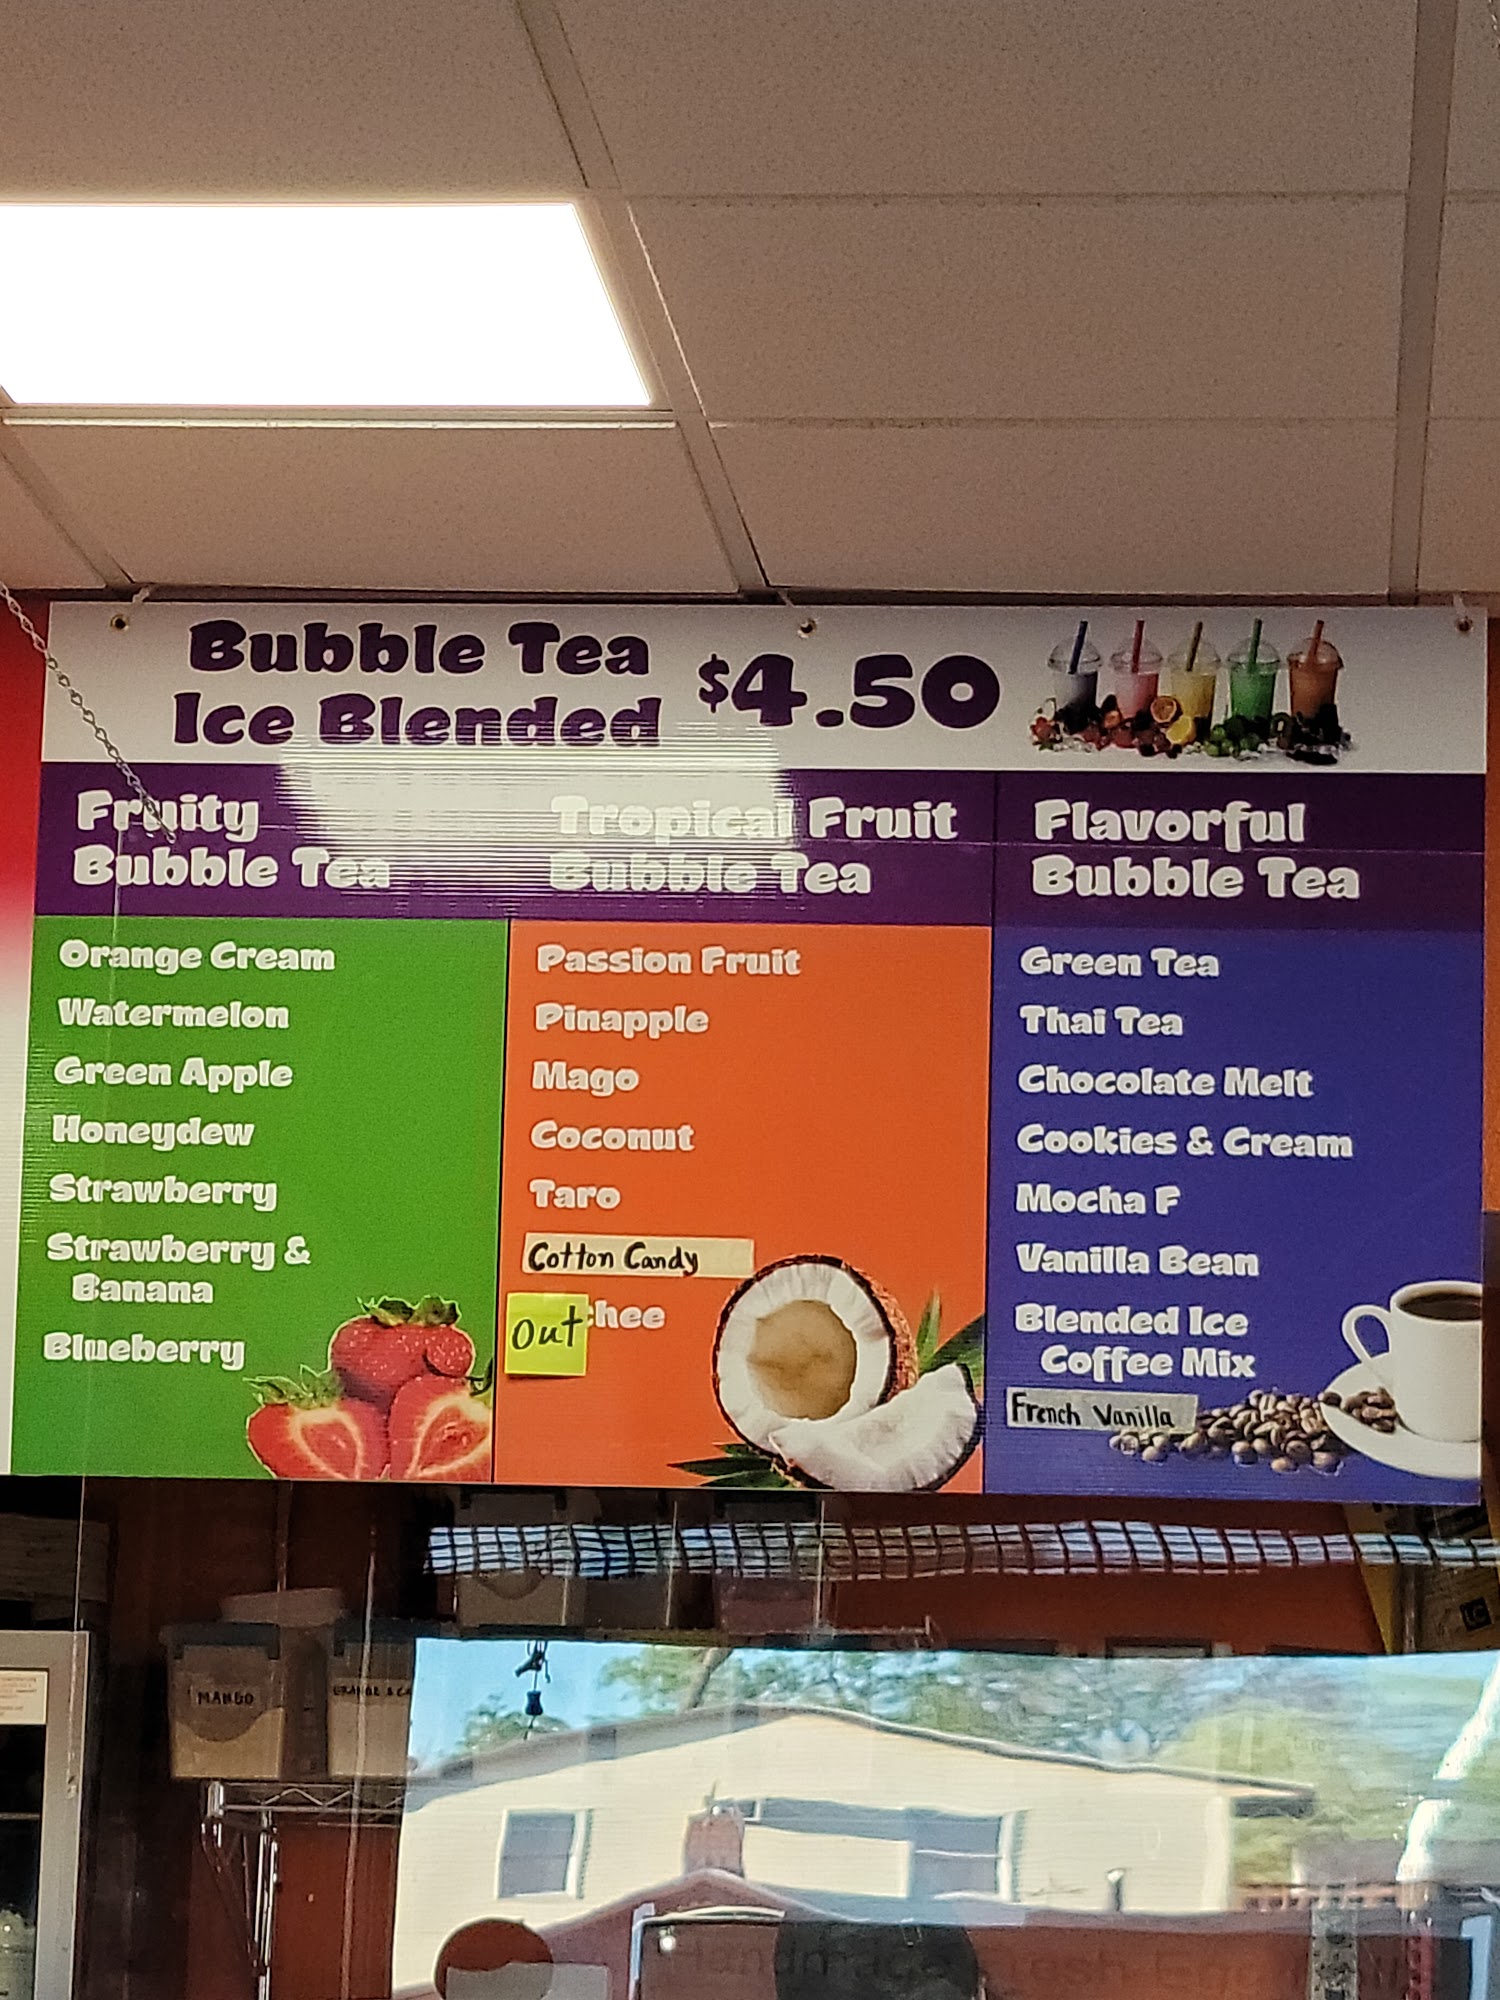 Bubble Tea
Ice Blended
$4.50
Fruity
Bubble Tea
Orange Cream
Watermelon
Green Apple
Honeydew
Strawberry
Strawberry &
Banana
Blueberry
Tropical Fruit
Bubble Tea
Passion Fruit
Pinapple
Mago
Coconut
Taro
Cotton Candy
Out
chee
Flavorful
Bubble Tea
Green Tea
Thai Tea
Chocolate Melt
Cookies & Cream
Mocha F
Vanilla Bean
Blended Ice
Coffee Mix
French Vanilla
LC
MANGO